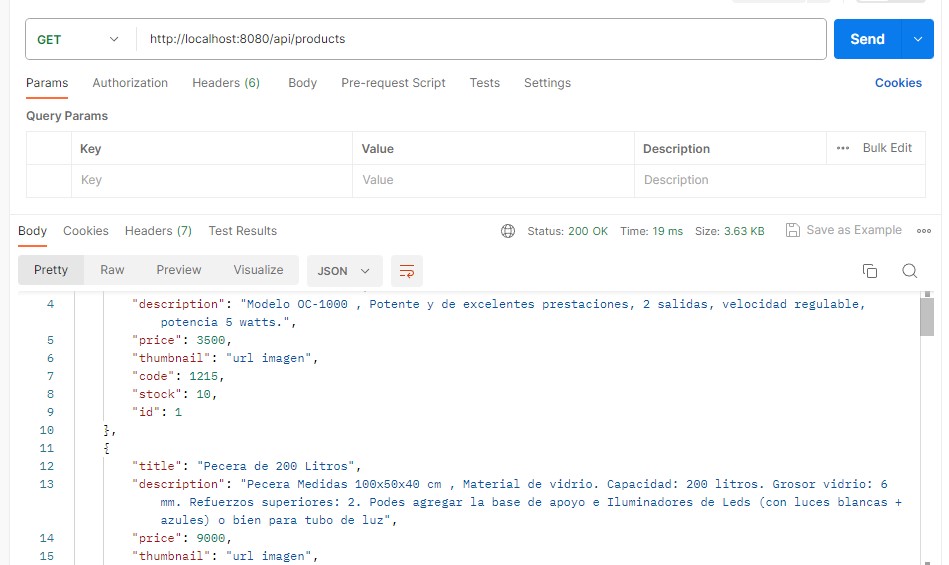 GET http://localhost:8080/api/products Send
Params Authorization Headers (6) Body Pre-request Script Tests Settings Cookies
Query Params
Key Value Description ••• Bulk Edit
Key Value Description
Body Cookies Headers (7) Test Results Status: 200 OK Time: 19 ms Size: 3.63 KB Save as Example
Pretty Raw Preview Visualize JSON
4 "description": "Modelo OC-1000 , Potente y de excelentes prestaciones, 2 salidas, velocidad regulable,
potencia 5 watts.",
5 "price": 3500,
6 "thumbnail": "url imagen",
7 "code": 1215,
8 "stock": 10,
9 "id": 1
10 },
11 {
12 "title": "Pecera de 200 Litros",
13 "description": "Pecera Medidas 100x50x40 cm , Material de vidrio. Capacidad: 200 litros. Grosor vidrio: 6
mm. Refuerzos superiores: 2. Podes agregar la base de apoyo e Iluminadores de Leds (con luces blancas +
azules) o bien para tubo de luz",
14 "price": 9000,
15 "thumbnail": "url imagen",